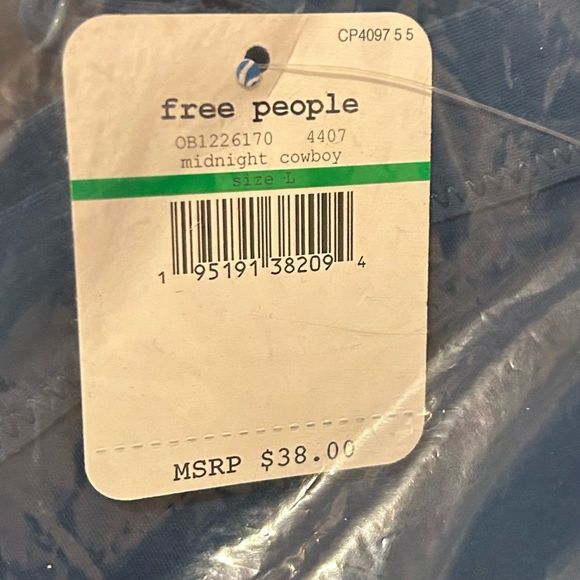 CP4097 5 5
free people
OB1226170 4407
midnight cowboy
size L
1 95191 38209 4
MSRP $38.00